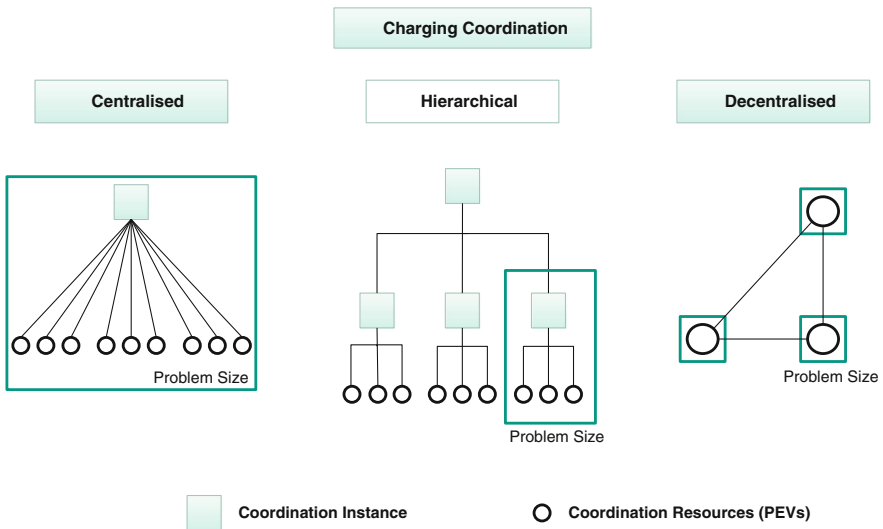 Charging Coordination
Centralised
Hierarchical
Decentralised
Problem Size
Problem Size
Problem Size
Coordination Instance
Coordination Resources (PEVs)